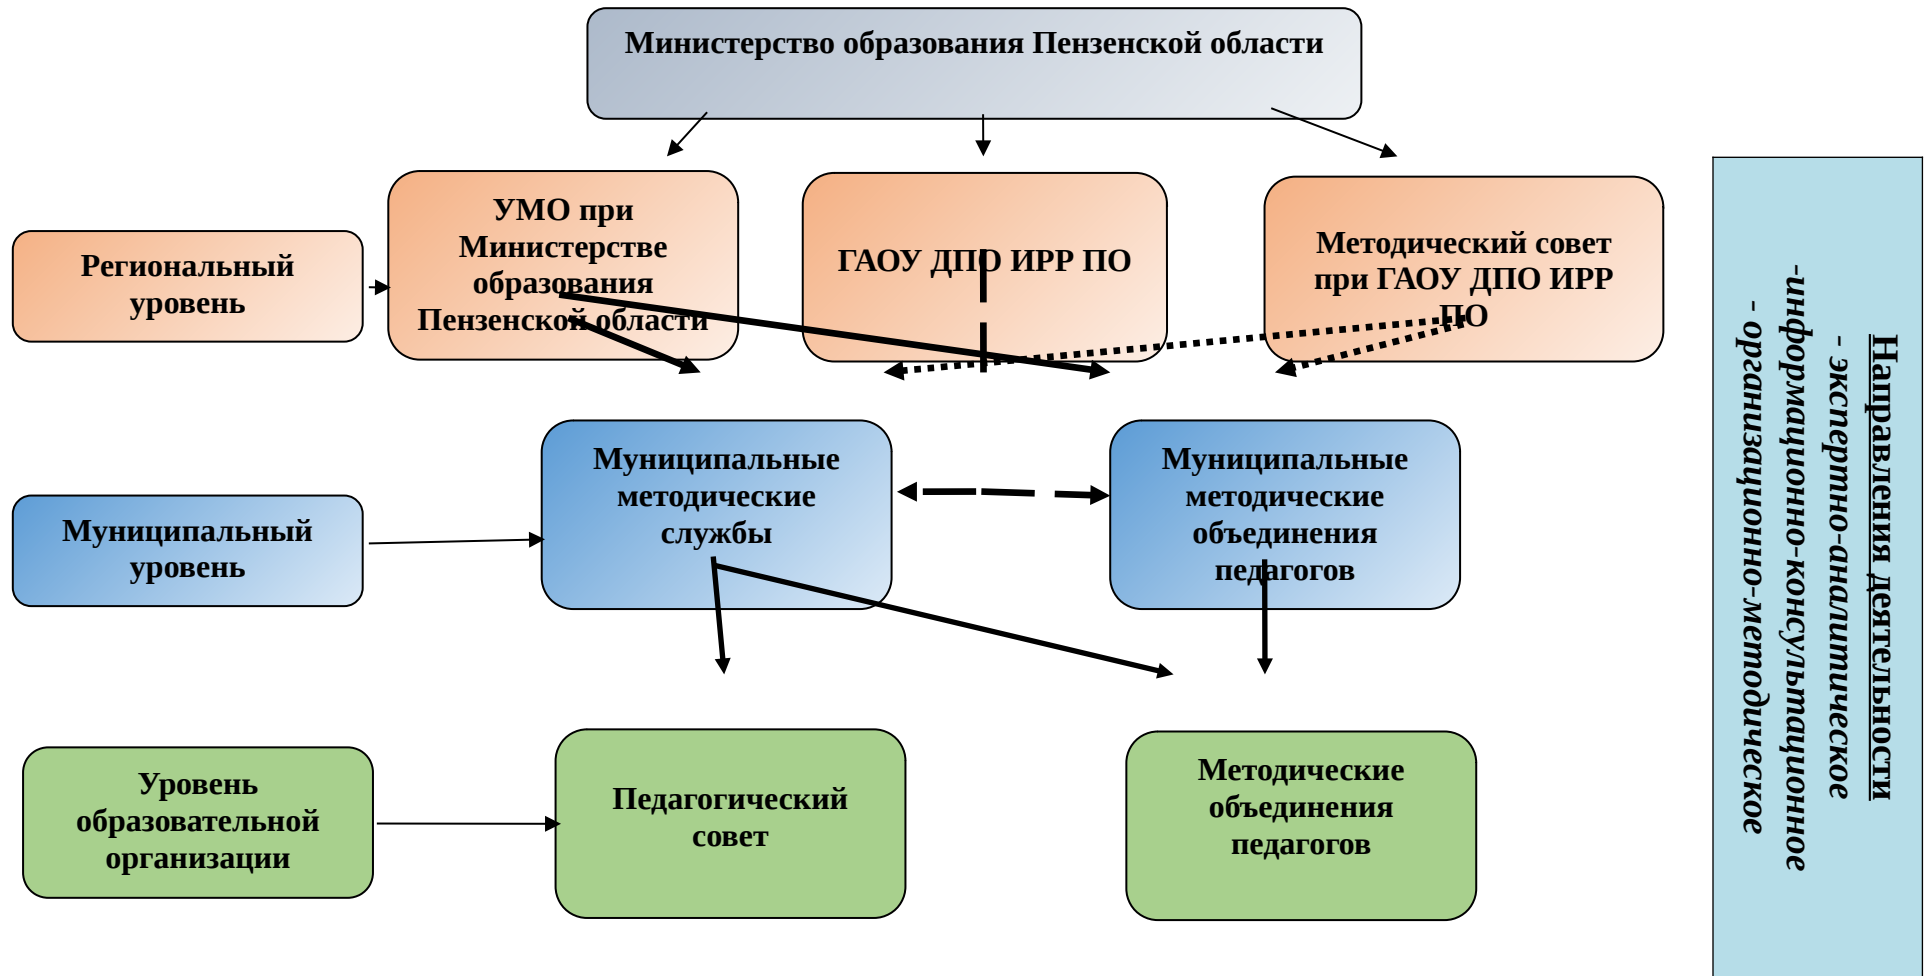 Министерство образования Пензенской области
УМО при
Министерстве
образования
Пензенской области
ГАОУ ДПО ИРР ПО
Методический совет
при ГАОУ ДПО ИРР
ПО
Региональный
уровень
Муниципальный
уровень
Муниципальные
методические
службы
Муниципальные
методические
объединения
педагогов
Уровень
образовательной
организации
Педагогический
совет
Методические
объединения
педагогов
Направления деятельности
- экспертно-аналитическое
-информационно-консультационное
- организационно-методическое